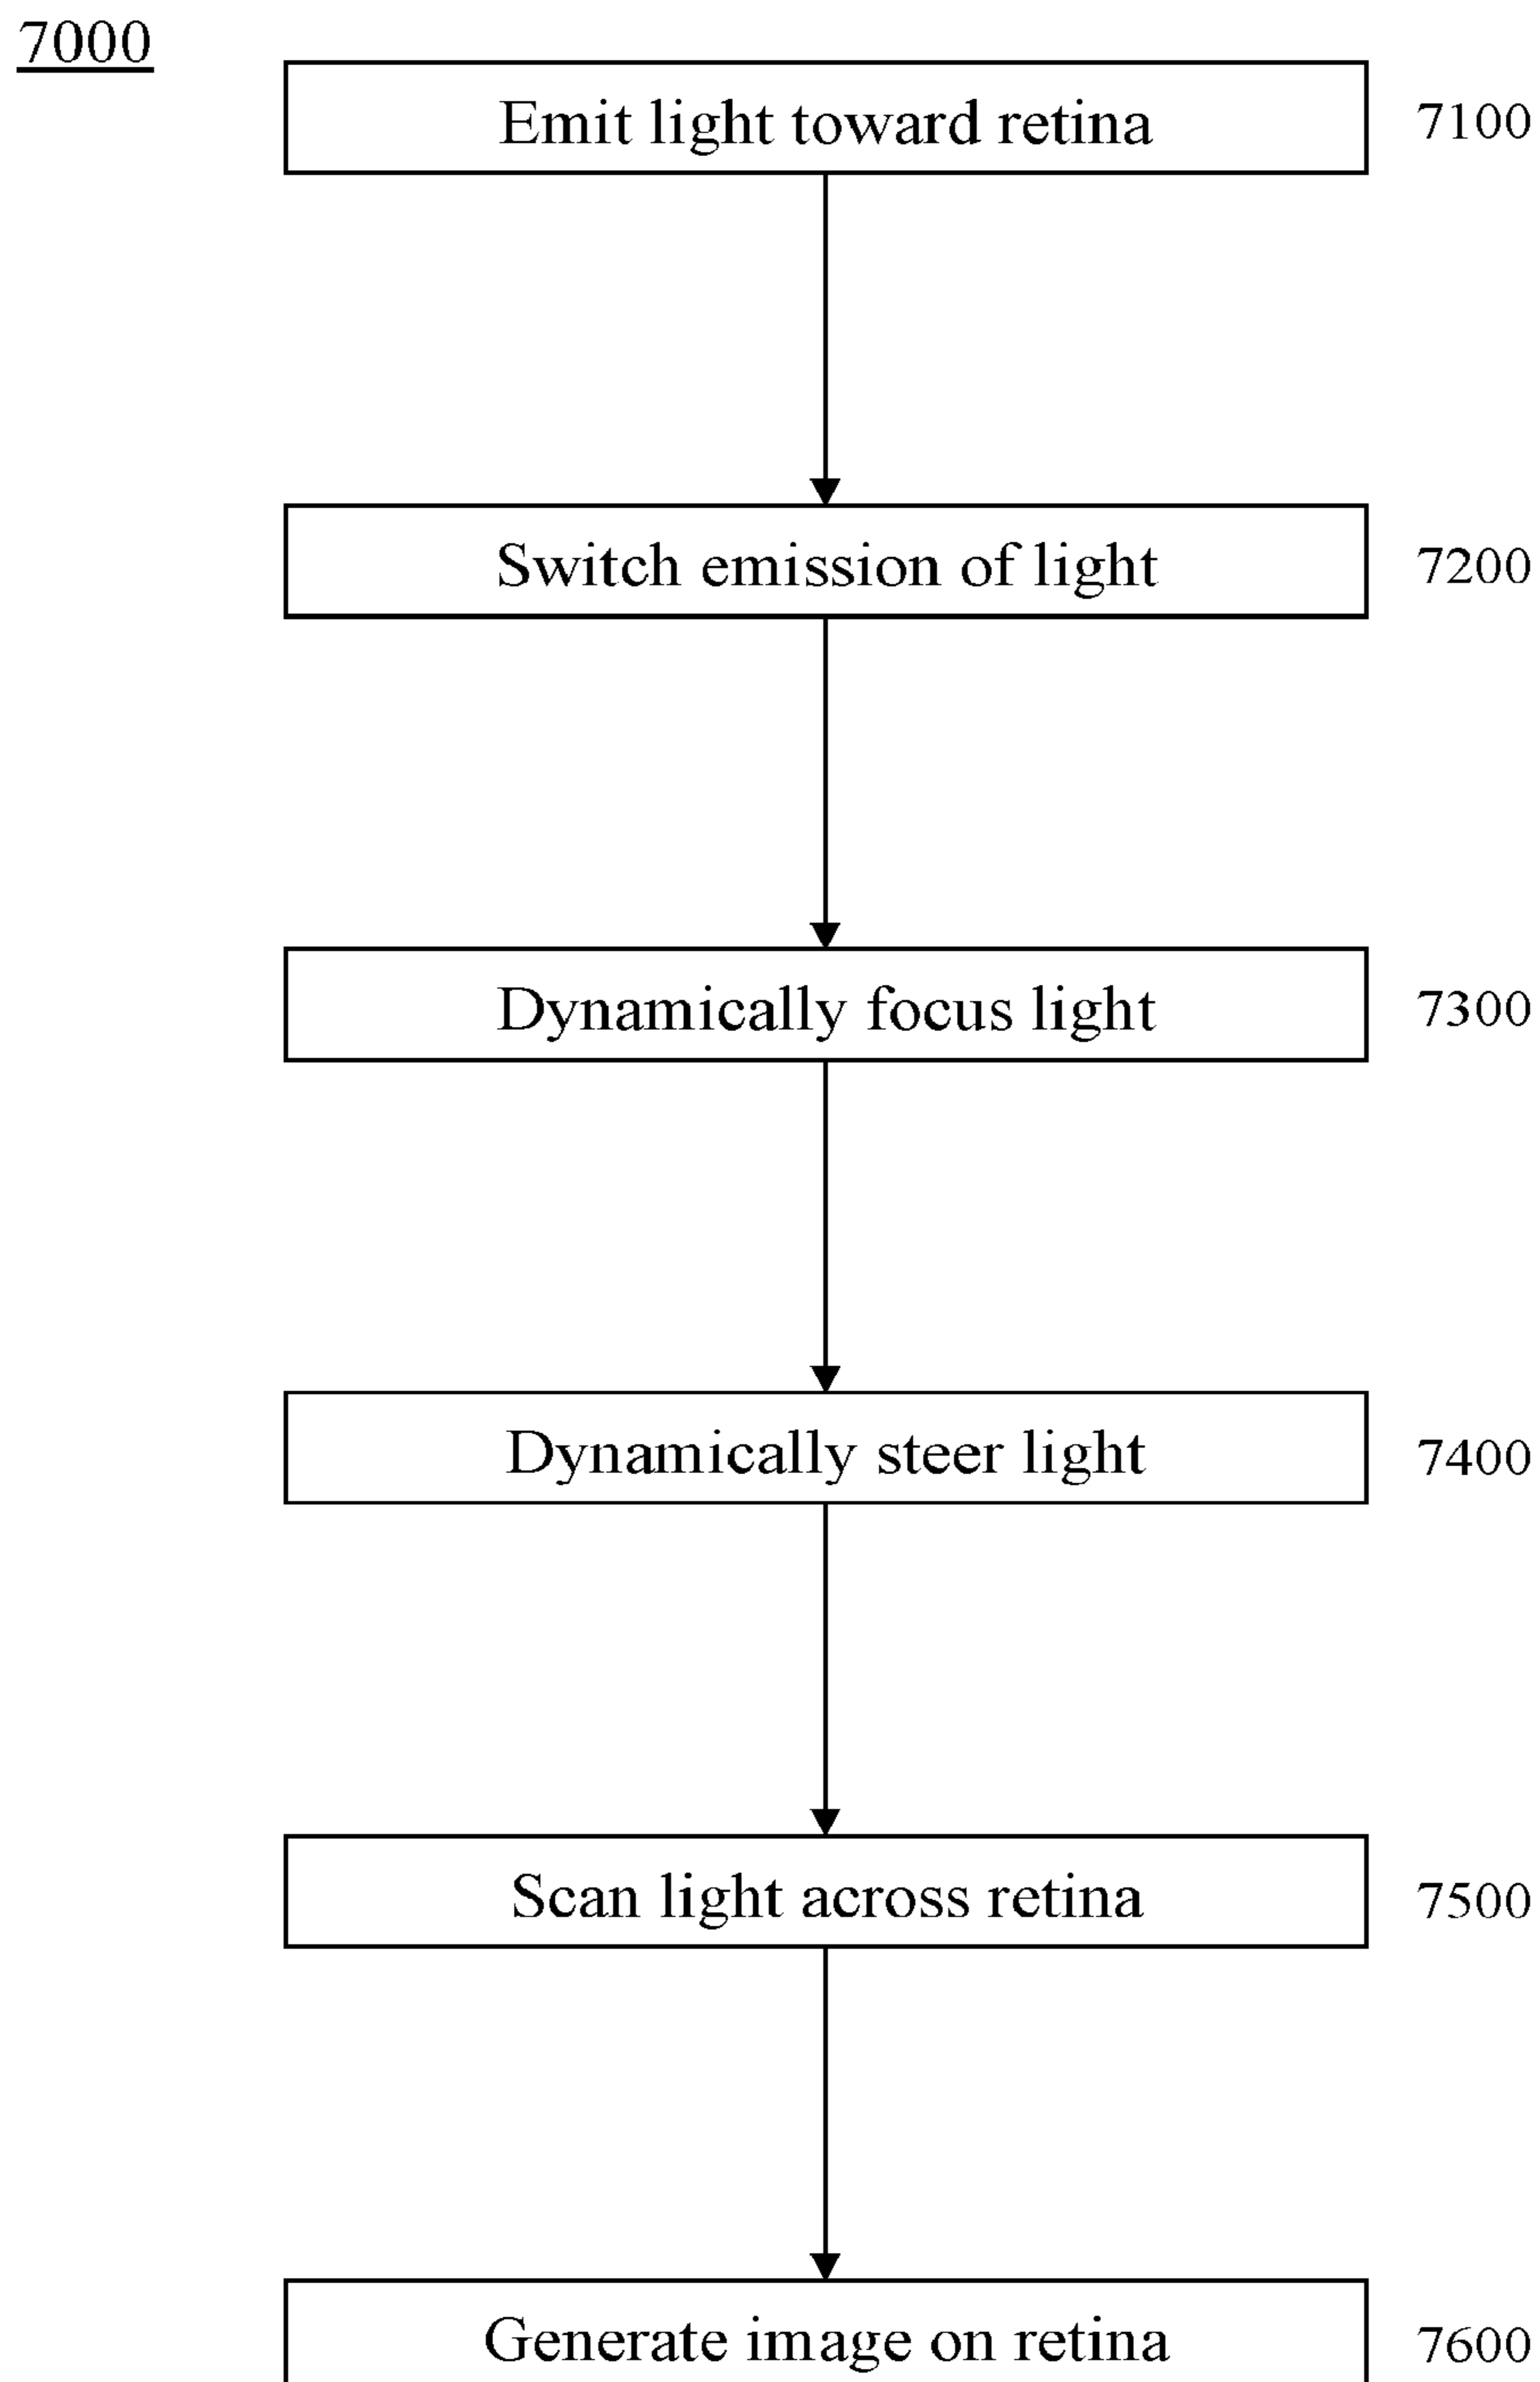 7000
Emit light toward retina 7100
Switch emission of light 7200
Dynamically focus light 7300
Dynamically steer light 7400
Scan light across retina 7500
Generate image on retina 7600